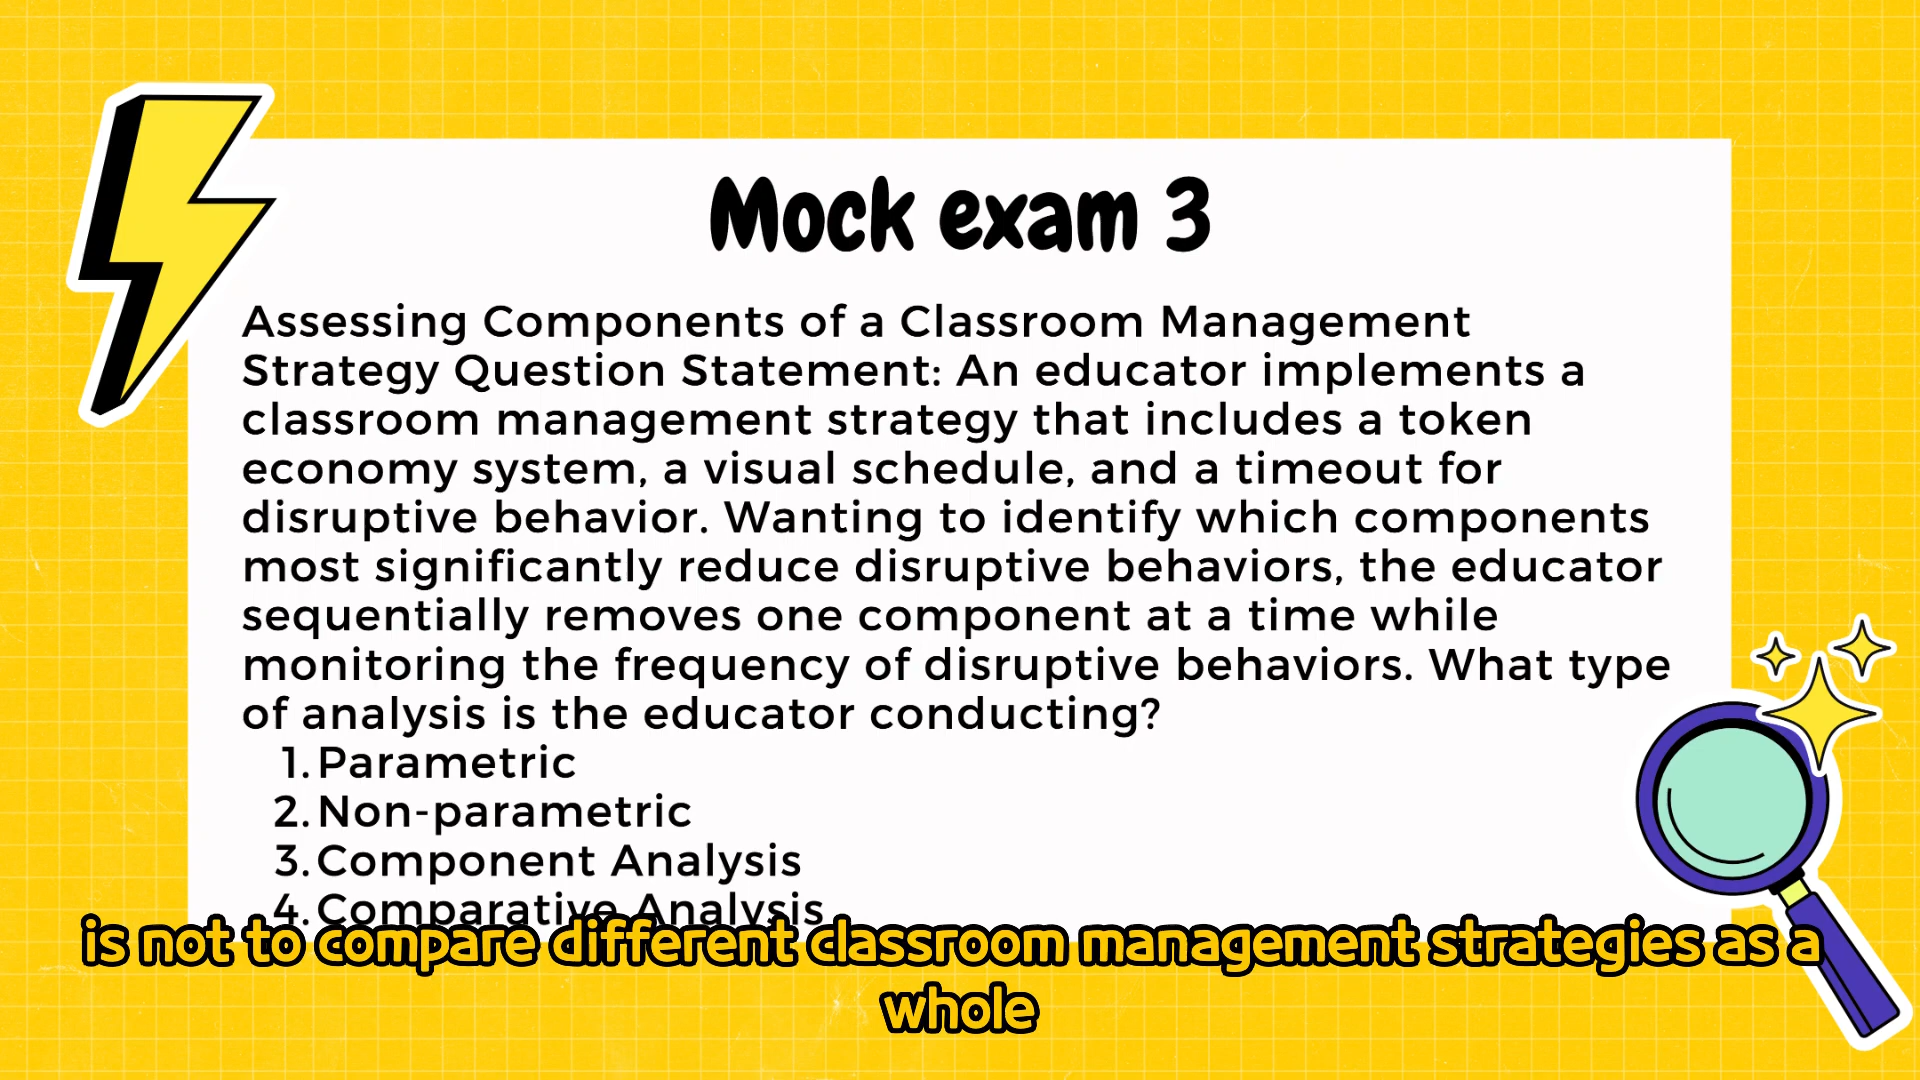 Mock exam 3
Assessing Components of a Classroom Management
Strategy Question Statement: An educator implements a
classroom management strategy that includes a token
economy system, a visual schedule, and a timeout for
disruptive behavior. Wanting to identify which components
most significantly reduce disruptive behaviors, the educator
sequentially removes one component at a time while
monitoring the frequency of disruptive behaviors. What type
of analysis is the educator conducting?
1. Parametric
2. Non-parametric
3. Component Analysis
4. Comparative Analysis
is not to compare different classroom management strategies as a
whole